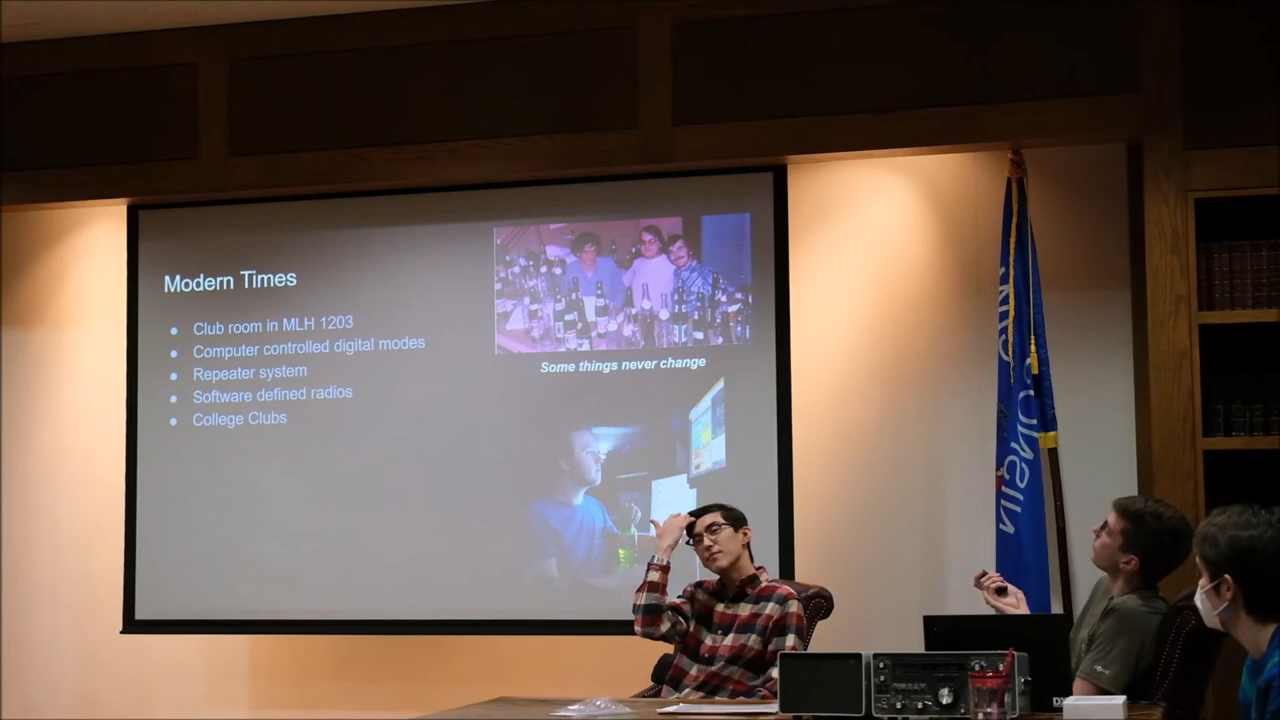 Modern Times
● Club room in MLH 1203
● Computer controlled digital modes
● Repeater system
● Software defined radios
● College Clubs
Some things never change